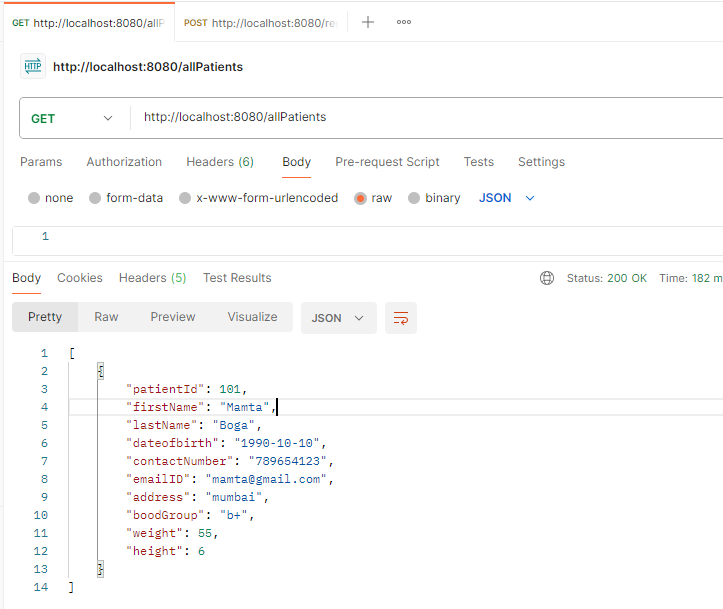 GET http://localhost:8080/allP POST http://localhost:8080/re
HTTP http://localhost:8080/allPatients
GET http://localhost:8080/allPatients
Params Authorization Headers (6) Body Pre-request Script Tests Settings
none form-data x-www-form-urlencoded raw binary JSON
1
Body Cookies Headers (5) Test Results Status: 200 OK Time: 182 m
Pretty Raw Preview Visualize JSON
1 [
2 {
3 "patientId": 101,
4 "firstName": "Mamta",
5 "lastName": "Boga",
6 "dateofbirth": "1990-10-10",
7 "contactNumber": "789654123",
8 "emailID": "mamta@gmail.com",
9 "address": "mumbai",
10 "boodGroup": "b+",
11 "weight": 55,
12 "height": 6
13 }
14 ]